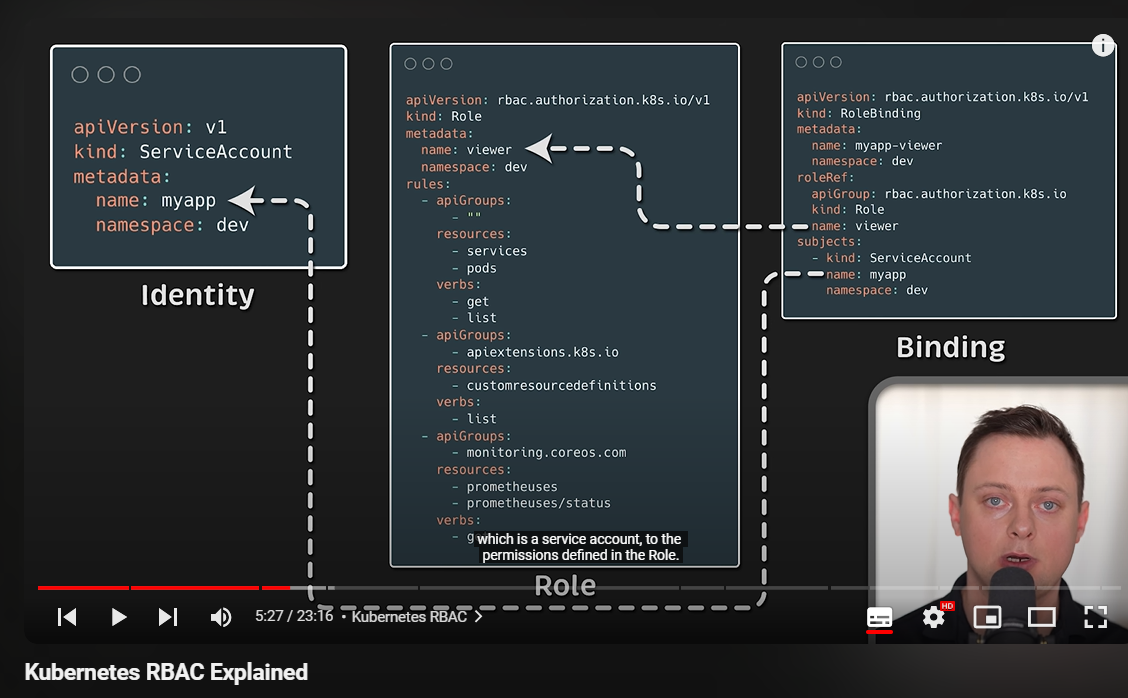 apiVersion: v1
kind: ServiceAccount
metadata:
  name: myapp
  namespace: dev
Identity
apiVersion: rbac.authorization.k8s.io/v1
kind: Role
metadata:
  name: viewer
  namespace: dev
rules:
  - apiGroups:
      - ""
    resources:
      - services
      - pods
    verbs:
      - get
      - list
  - apiGroups:
      - apiextensions.k8s.io
    resources:
      - customresourcedefinitions
    verbs:
      - list
  - apiGroups:
      - monitoring.coreos.com
    resources:
      - prometheuses
      - prometheuses/status
    verbs:
      - g
Role
apiVersion: rbac.authorization.k8s.io/v1
kind: RoleBinding
metadata:
  name: myapp-viewer
  namespace: dev
roleRef:
  apiGroup: rbac.authorization.k8s.io
  kind: Role
  name: viewer
subjects:
  - kind: ServiceAccount
    name: myapp
    namespace: dev
Binding
which is a service account, to the
permissions defined in the Role.
5:27 / 23:16 • Kubernetes RBAC
HD
Kubernetes RBAC Explained